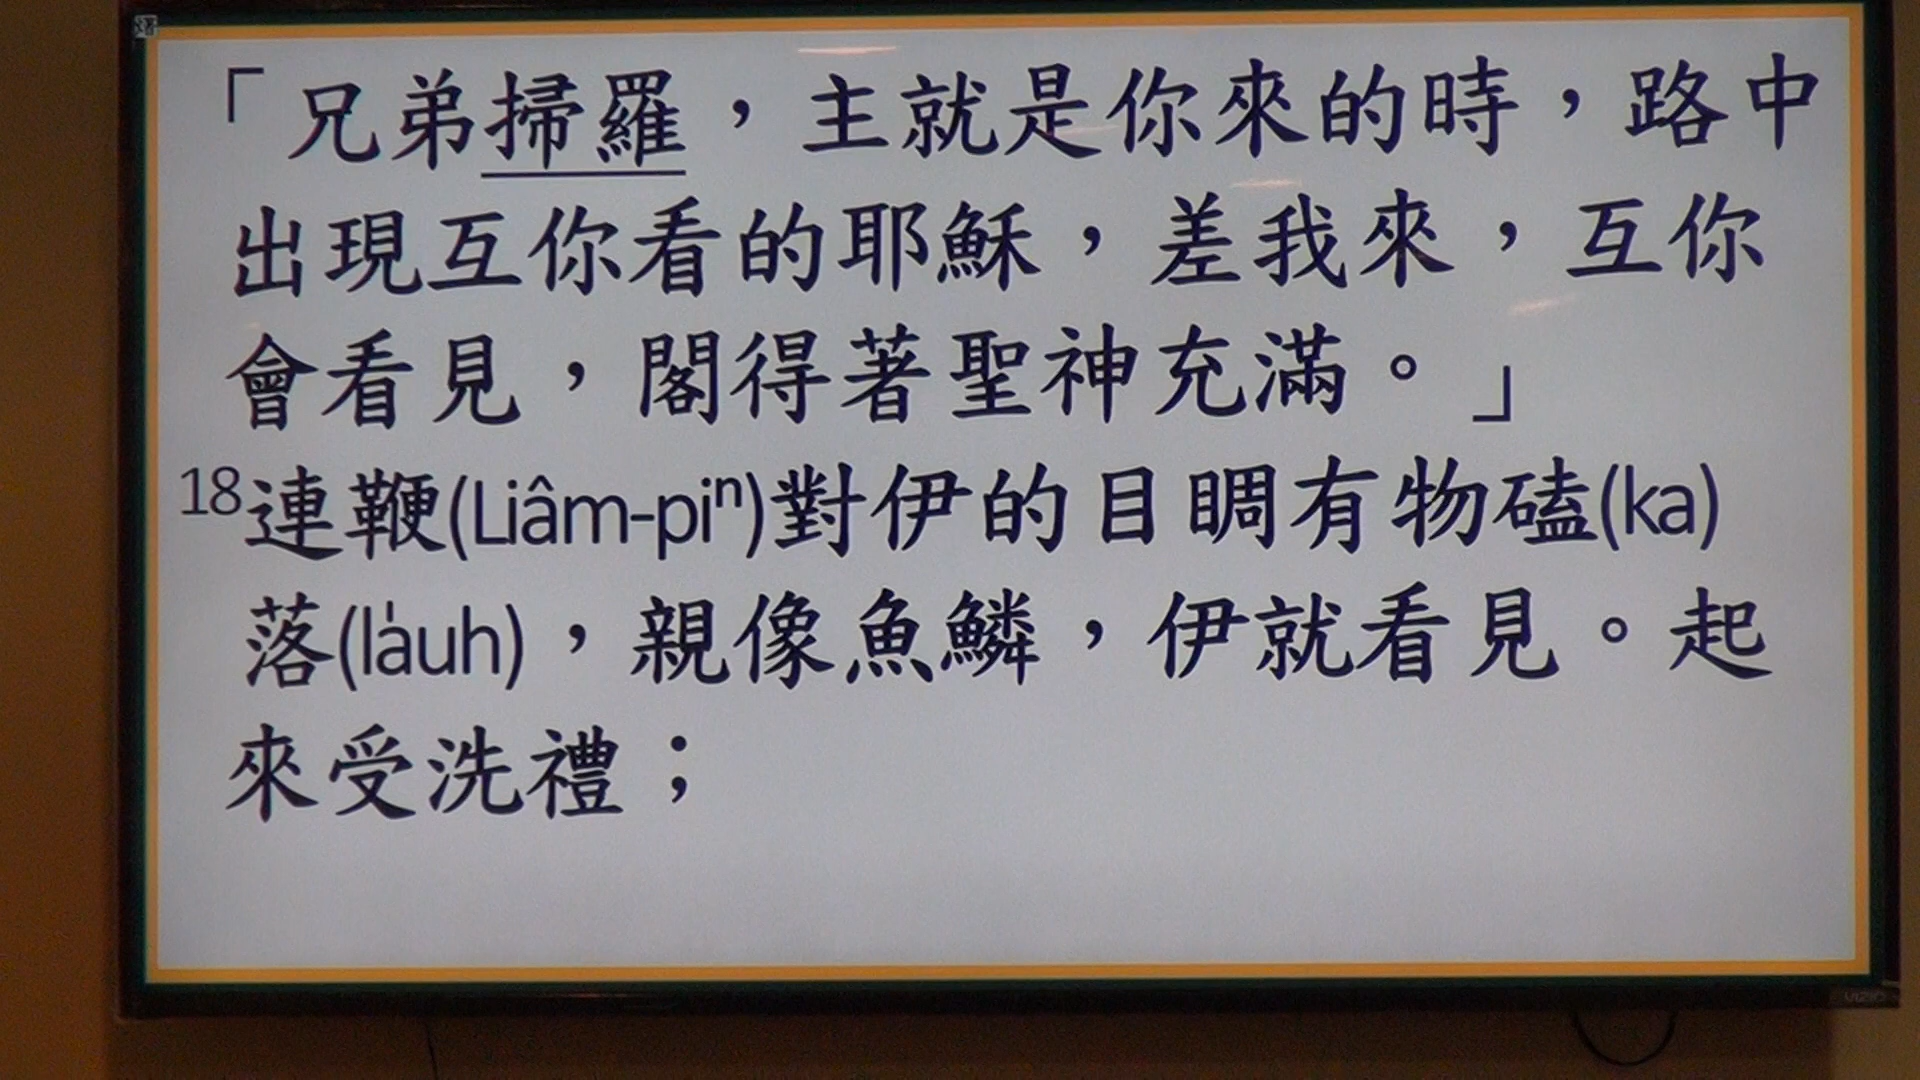 「兄弟掃羅，主就是你來的時，路中
出現互你看的耶穌，差我來，互你
會看見，閣得著聖神充滿。」
18連鞭(Liâm-piⁿ)對伊的目睭有物磕(ka)
落(la̍uh)，親像魚鱗，伊就看見。起
來受洗禮；
VIZIO